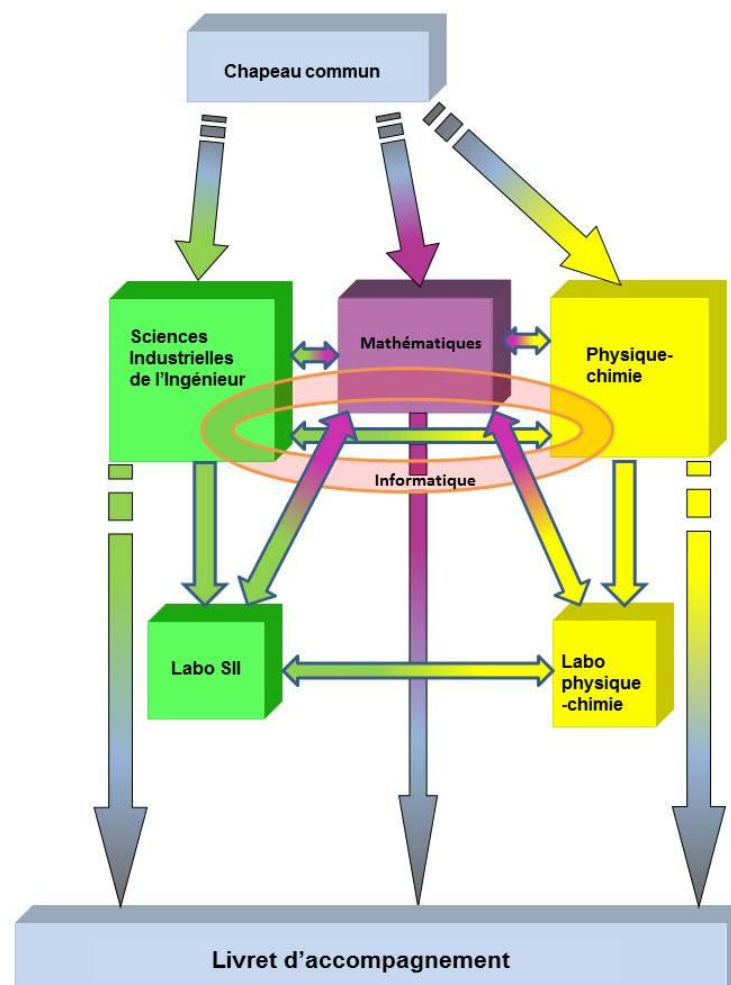 Chapeau commun
Sciences
Industrielles
de l’Ingénieur
Mathématiques
Physique-
chimie
Informatique
Labo SII
Labo
physique
-chimie
Livret d’accompagnement